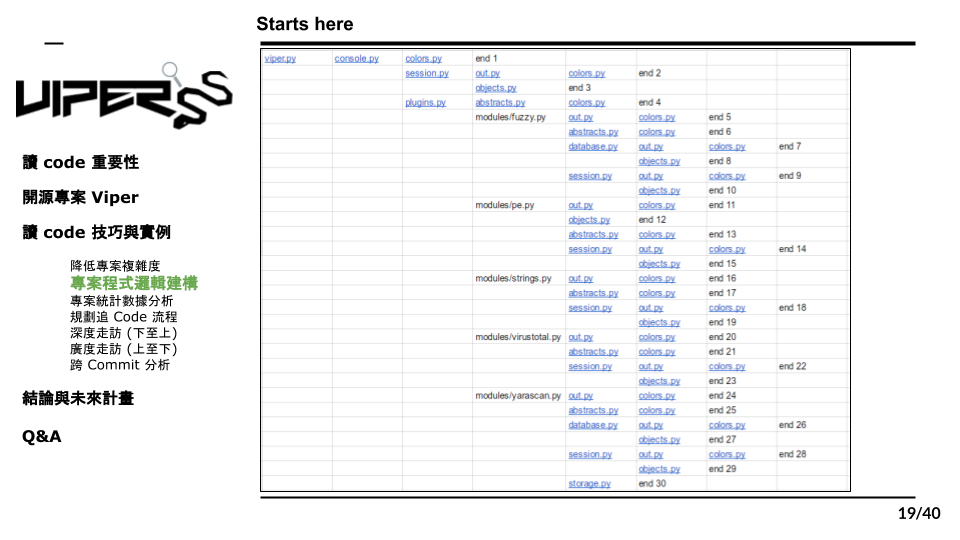 Starts here
VIPER
讀 code 重要性
開源專案 Viper
讀 code 技巧與實例
降低專案複雜度
專案程式邏輯建構
專案統計數據分析
規劃追 Code 流程
深度走訪 (下至上)
廣度走訪 (上至下)
跨 Commit 分析
結論與未來計畫
Q&A
viper.py console.py colors.py end 1
session.py out.py colors.py end 2
objects.py end 3
plugins.py abstracts.py colors.py end 4
modules/fuzzy.py out.py colors.py end 5
abstracts.py colors.py end 6
database.py out.py colors.py end 7
objects.py end 8
session.py out.py colors.py end 9
objects.py end 10
modules/pe.py out.py colors.py end 11
objects.py end 12
abstracts.py colors.py end 13
session.py out.py colors.py end 14
objects.py end 15
modules/strings.py out.py colors.py end 16
abstracts.py colors.py end 17
session.py out.py colors.py end 18
objects.py end 19
modules/virustotal.py out.py colors.py end 20
abstracts.py colors.py end 21
session.py out.py colors.py end 22
objects.py end 23
modules/yarascan.py out.py colors.py end 24
abstracts.py colors.py end 25
database.py out.py colors.py end 26
objects.py end 27
session.py out.py colors.py end 28
objects.py end 29
storage.py end 30
19/40